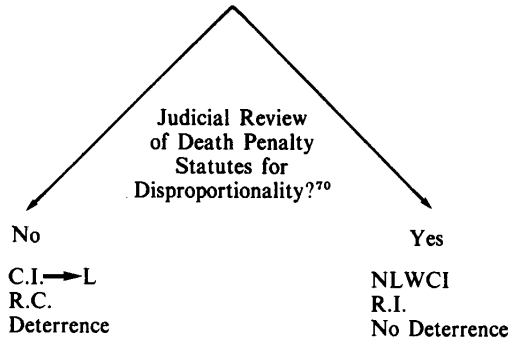 Judicial Review
of Death Penalty
Statutes for
Disproportionality?⁷⁰
No
Yes
C.I.→L
R.C.
Deterrence
NLWCI
R.I.
No Deterrence